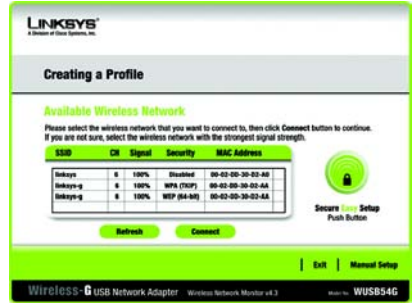 LINKSYS®
A Division of Cisco Systems, Inc.
Creating a Profile
Available Wireless Network
Please select the wireless network that you want to connect to, then click Connect button to continue.
If you are not sure, select the wireless network with the strongest signal strength.
SSID CH Signal Security MAC Address
linksys 6 100% Disabled 00-02-DD-30-D2-A0
linksys-g 6 100% WPA (TKIP) 00-02-DD-30-D2-AA
linksys-g 6 100% WEP (64-bit) 00-02-DD-30-D2-AA
Refresh Connect
Secure Easy Setup
Push Button
Exit Manual Setup
Wireless-G USB Network Adapter Wireless Network Monitor v4.3 Model No. WUSB54G